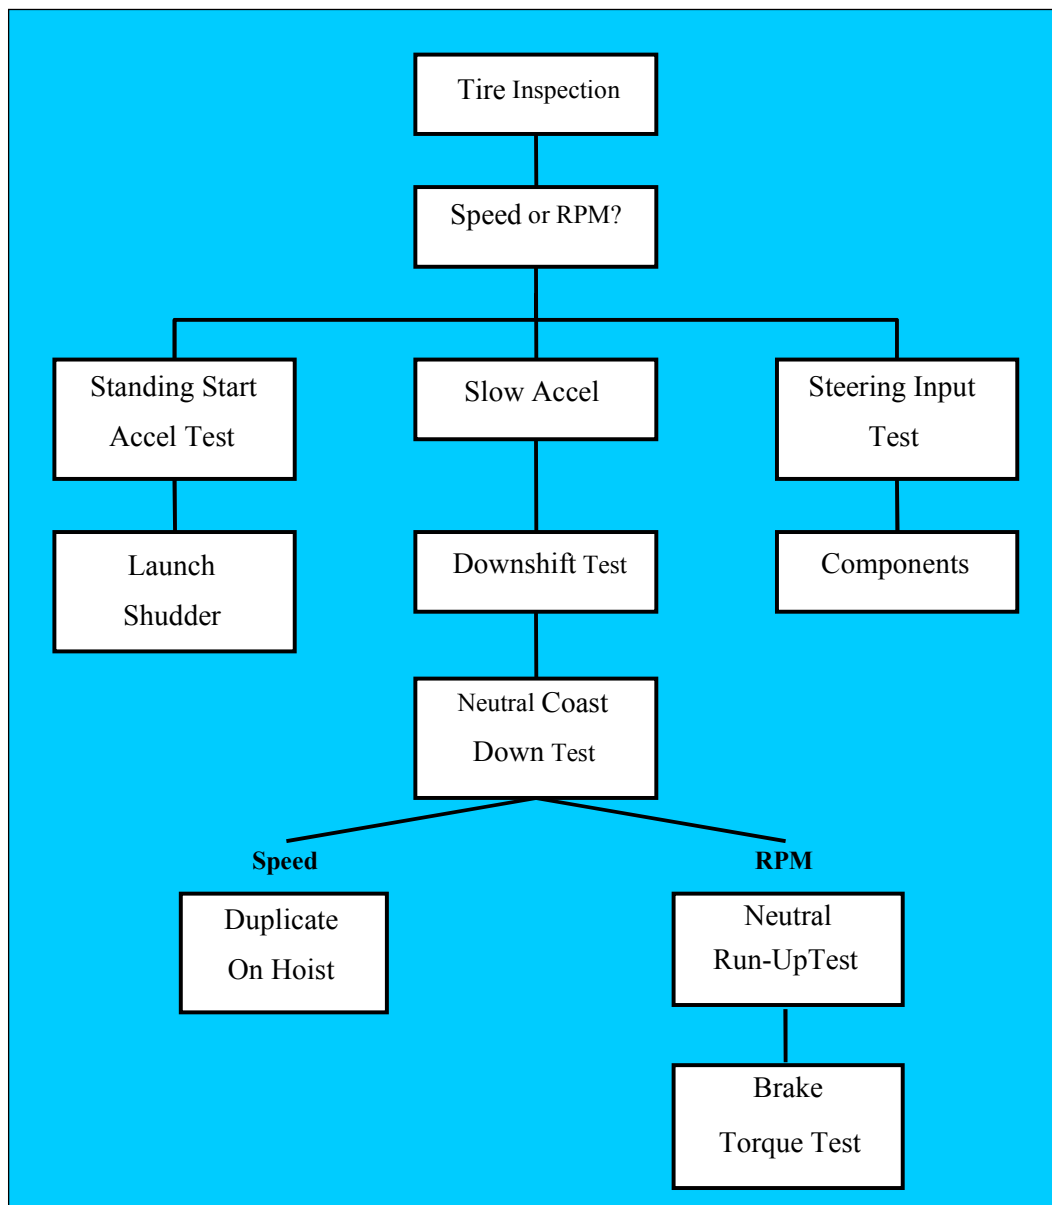 Tire Inspection
Speed or RPM?
Standing Start
Accel Test
Slow Accel
Steering Input
Test
Launch
Shudder
Downshift Test
Components
Neutral Coast
Down Test
Speed
RPM
Duplicate
On Hoist
Neutral
Run-UpTest
Brake
Torque Test